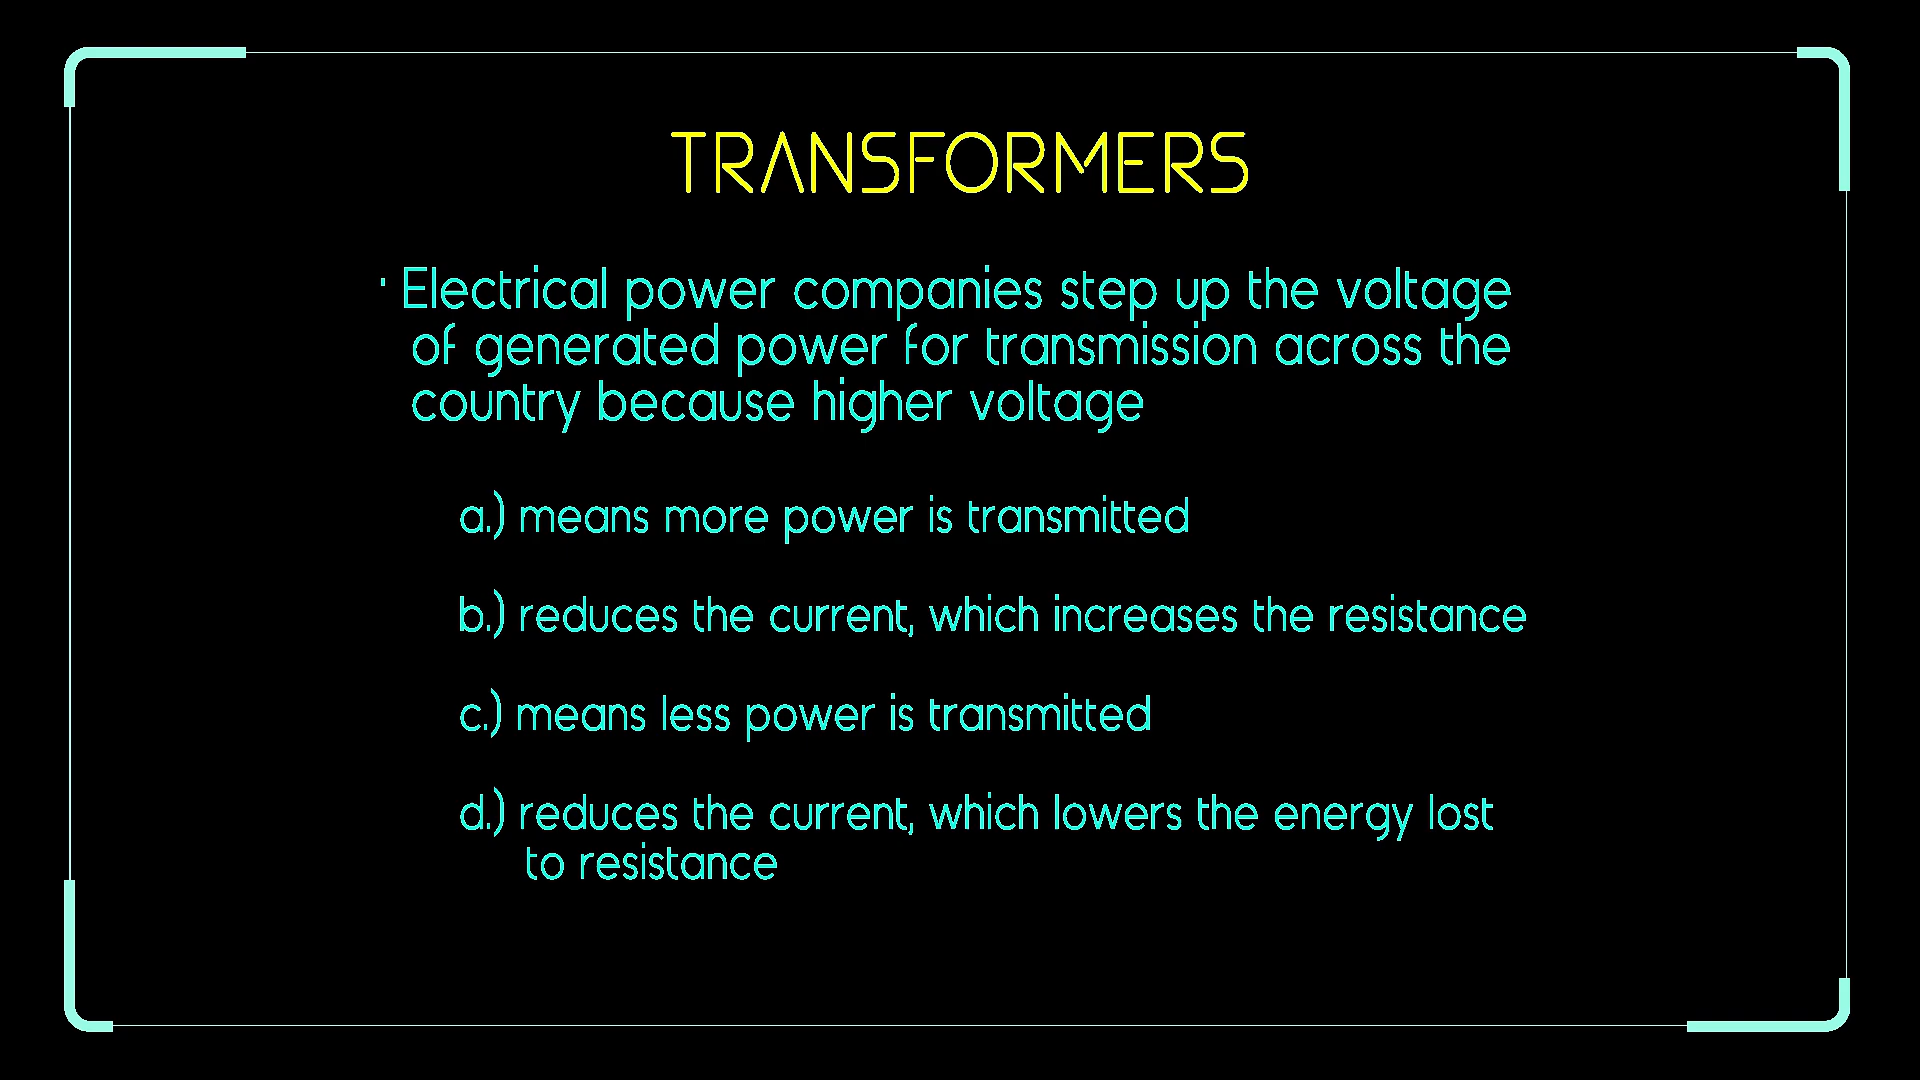 TRANSFORMERS
· Electrical power companies step up the voltage
of generated power for transmission across the
country because higher voltage
a.) means more power is transmitted
b.) reduces the current, which increases the resistance
c.) means less power is transmitted
d.) reduces the current, which lowers the energy lost
to resistance